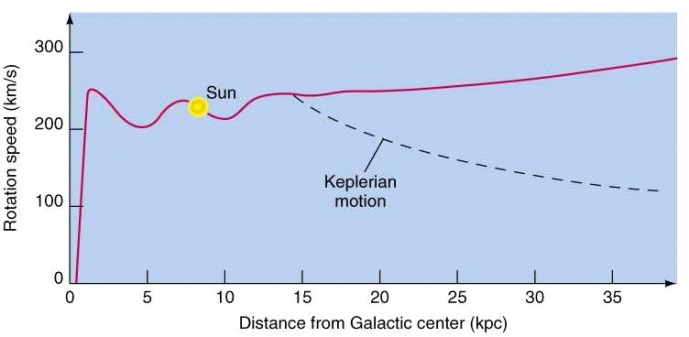 Rotation speed (km/s)
300
200
100
0
Sun
Keplerian
motion
0 5 10 15 20 25 30 35
Distance from Galactic center (kpc)